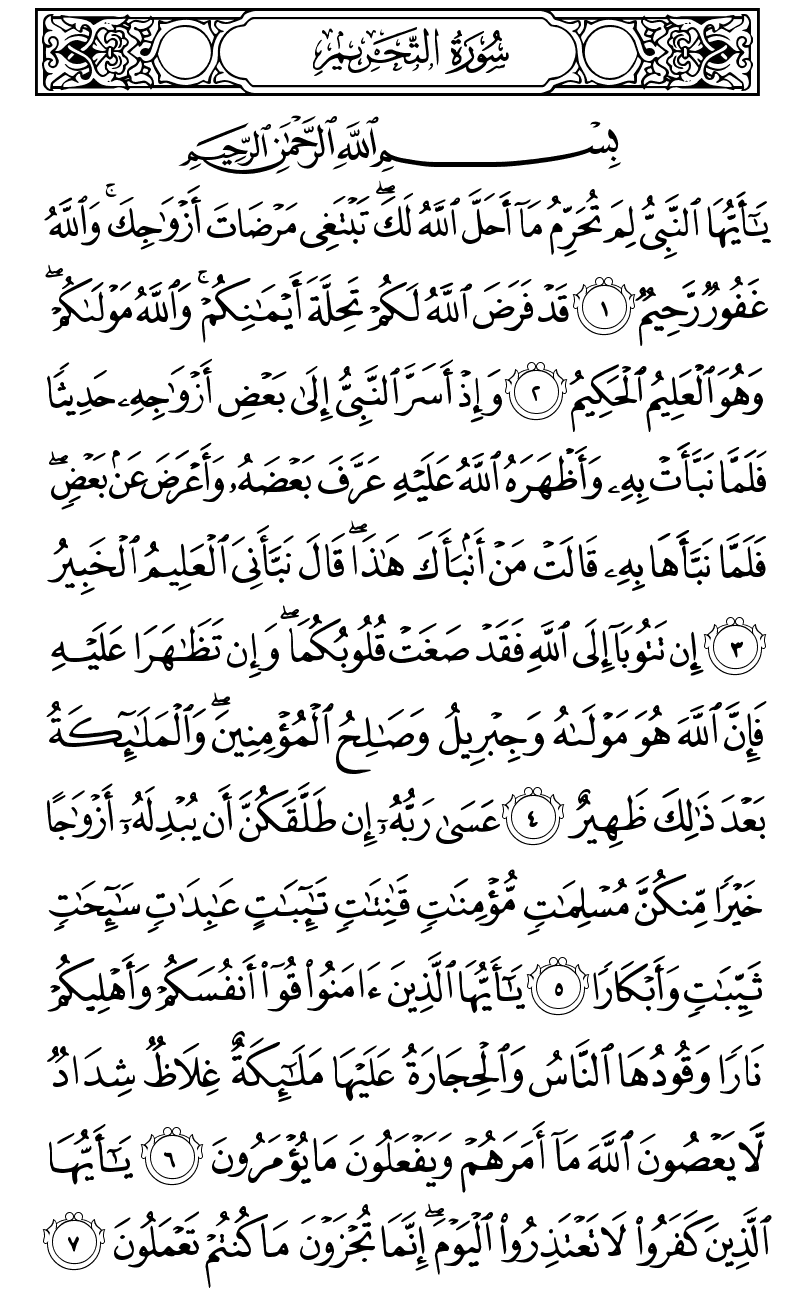 سُورَةُ التَّحۡرِيمِ
بِسۡمِ ٱللَّهِ ٱلرَّحۡمَٰنِ ٱلرَّحِيمِ
يَٰٓأَيُّهَا ٱلنَّبِيُّ لِمَ تُحَرِّمُ مَآ أَحَلَّ ٱللَّهُ لَكَۖ تَبۡتَغِي مَرۡضَاتَ أَزۡوَٰجِكَۚ وَٱللَّهُ
غَفُورٞ رَّحِيمٞ ١ قَدۡ فَرَضَ ٱللَّهُ لَكُمۡ تَحِلَّةَ أَيۡمَٰنِكُمۡۚ وَٱللَّهُ مَوۡلَىٰكُمۡۖ
وَهُوَ ٱلۡعَلِيمُ ٱلۡحَكِيمُ ٢ وَإِذۡ أَسَرَّ ٱلنَّبِيُّ إِلَىٰ بَعۡضِ أَزۡوَٰجِهِۦ حَدِيثٗا
فَلَمَّا نَبَّأَتۡ بِهِۦ وَأَظۡهَرَهُ ٱللَّهُ عَلَيۡهِ عَرَّفَ بَعۡضَهُۥ وَأَعۡرَضَ عَنۢ بَعۡضٖۖ
فَلَمَّا نَبَّأَهَا بِهِۦ قَالَتۡ مَنۡ أَنۢبَأَكَ هَٰذَاۖ قَالَ نَبَّأَنِيَ ٱلۡعَلِيمُ ٱلۡخَبِيرُ
٣ إِن تَتُوبَآ إِلَى ٱللَّهِ فَقَدۡ صَغَتۡ قُلُوبُكُمَاۖ وَإِن تَظَٰهَرَا عَلَيۡهِ
فَإِنَّ ٱللَّهَ هُوَ مَوۡلَىٰهُ وَجِبۡرِيلُ وَصَٰلِحُ ٱلۡمُؤۡمِنِينَۖ وَٱلۡمَلَٰٓئِكَةُ
بَعۡدَ ذَٰلِكَ ظَهِيرٌ ٤ عَسَىٰ رَبُّهُۥٓ إِن طَلَّقَكُنَّ أَن يُبۡدِلَهُۥٓ أَزۡوَٰجًا
خَيۡرٗا مِّنكُنَّ مُسۡلِمَٰتٖ مُّؤۡمِنَٰتٖ قَٰنِتَٰتٖ تَٰٓئِبَٰتٍ عَٰبِدَٰتٖ سَٰٓئِحَٰتٖ
ثَيِّبَٰتٖ وَأَبۡكَارٗا ٥ يَٰٓأَيُّهَا ٱلَّذِينَ ءَامَنُواْ قُوٓاْ أَنفُسَكُمۡ وَأَهۡلِيكُمۡ
نَارٗا وَقُودُهَا ٱلنَّاسُ وَٱلۡحِجَارَةُ عَلَيۡهَا مَلَٰٓئِكَةٌ غِلَاظٞ شِدَادٞ
لَّا يَعۡصُونَ ٱللَّهَ مَآ أَمَرَهُمۡ وَيَفۡعَلُونَ مَا يُؤۡمَرُونَ ٦ يَٰٓأَيُّهَا
ٱلَّذِينَ كَفَرُواْ لَا تَعۡتَذِرُواْ ٱلۡيَوۡمَۖ إِنَّمَا تُجۡزَوۡنَ مَا كُنتُمۡ تَعۡمَلُونَ ٧